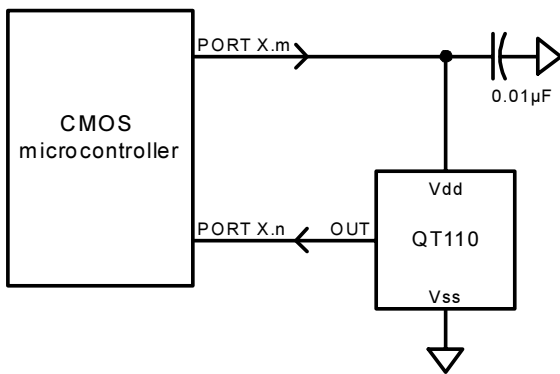 PORT X.m
0.01µF
CMOS
microcontroller
Vdd
PORT X.n
OUT
QT110
Vss